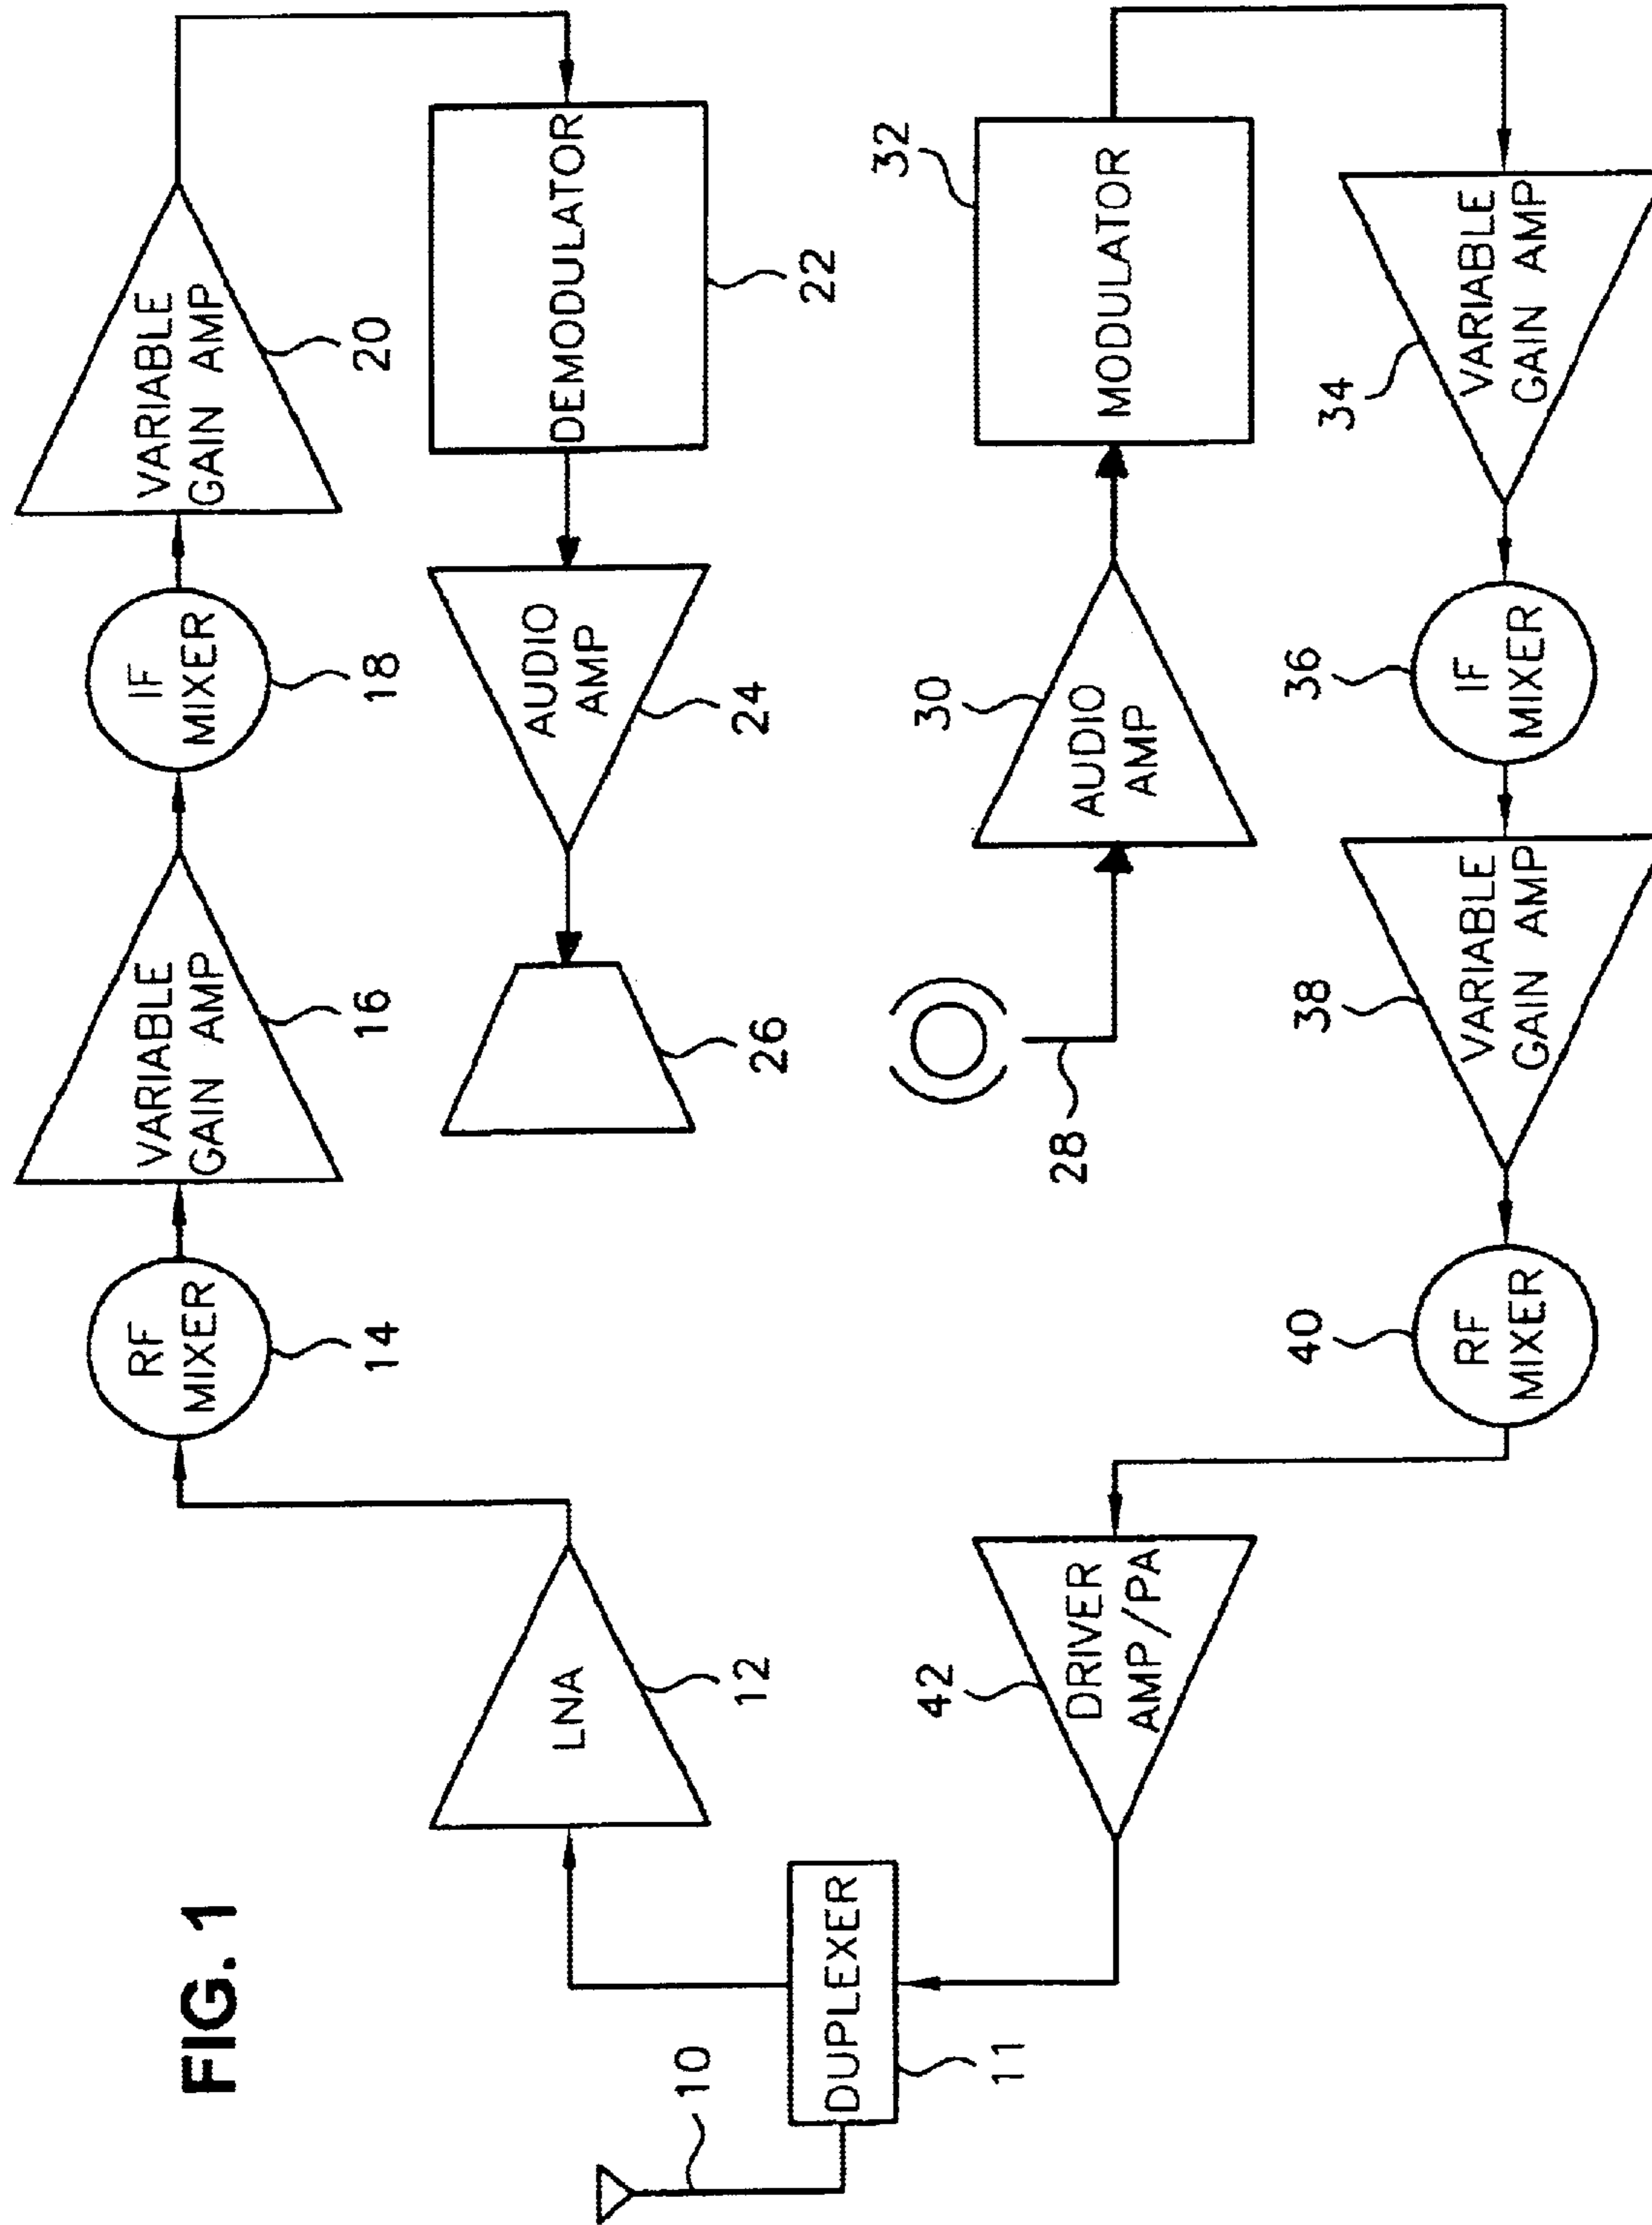 FIG. 1
10
DUPLEXER
11
LNA
12
RF
MIXER
14
VARIABLE
GAIN AMP
16
IF
MIXER
18
VARIABLE
GAIN AMP
20
DEMODULATOR
22
AUDIO
AMP
24
26
28
AUDIO
AMP
30
MODULATOR
32
VARIABLE
GAIN AMP
34
IF
MIXER
36
VARIABLE
GAIN AMP
38
RF
MIXER
40
DRIVER
AMP/PA
42